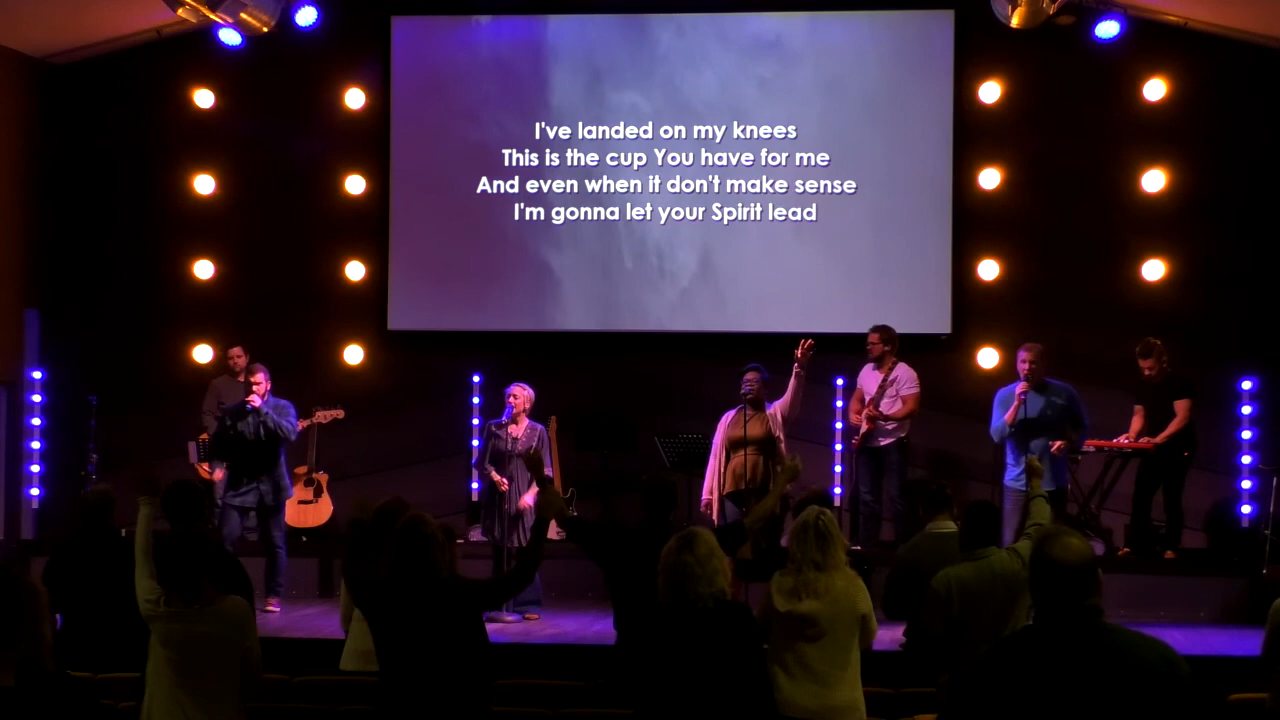 I've landed on my knees
This is the cup You have for me
And even when it don't make sense
I'm gonna let your Spirit lead